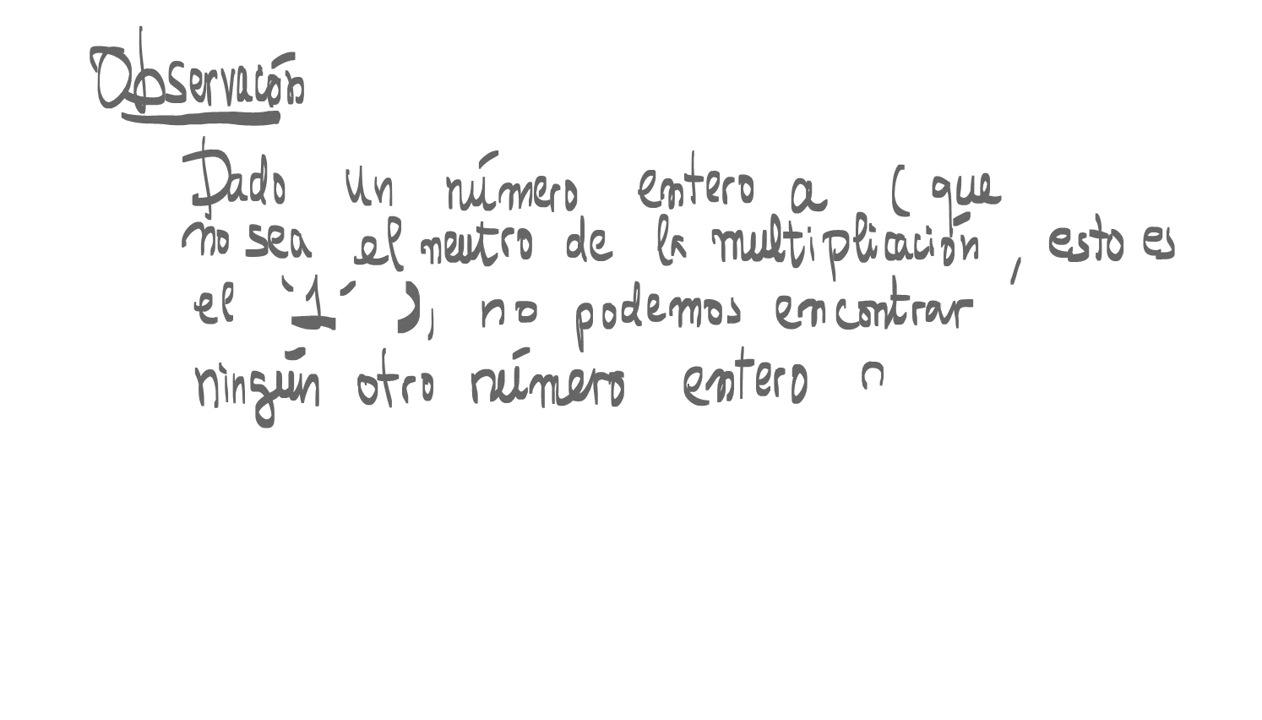 Observacón
Dado un número entero a (que
no sea el neutro de la multiplicación, esto es
el '1'), no podemos encontrar
ningún otro número entero